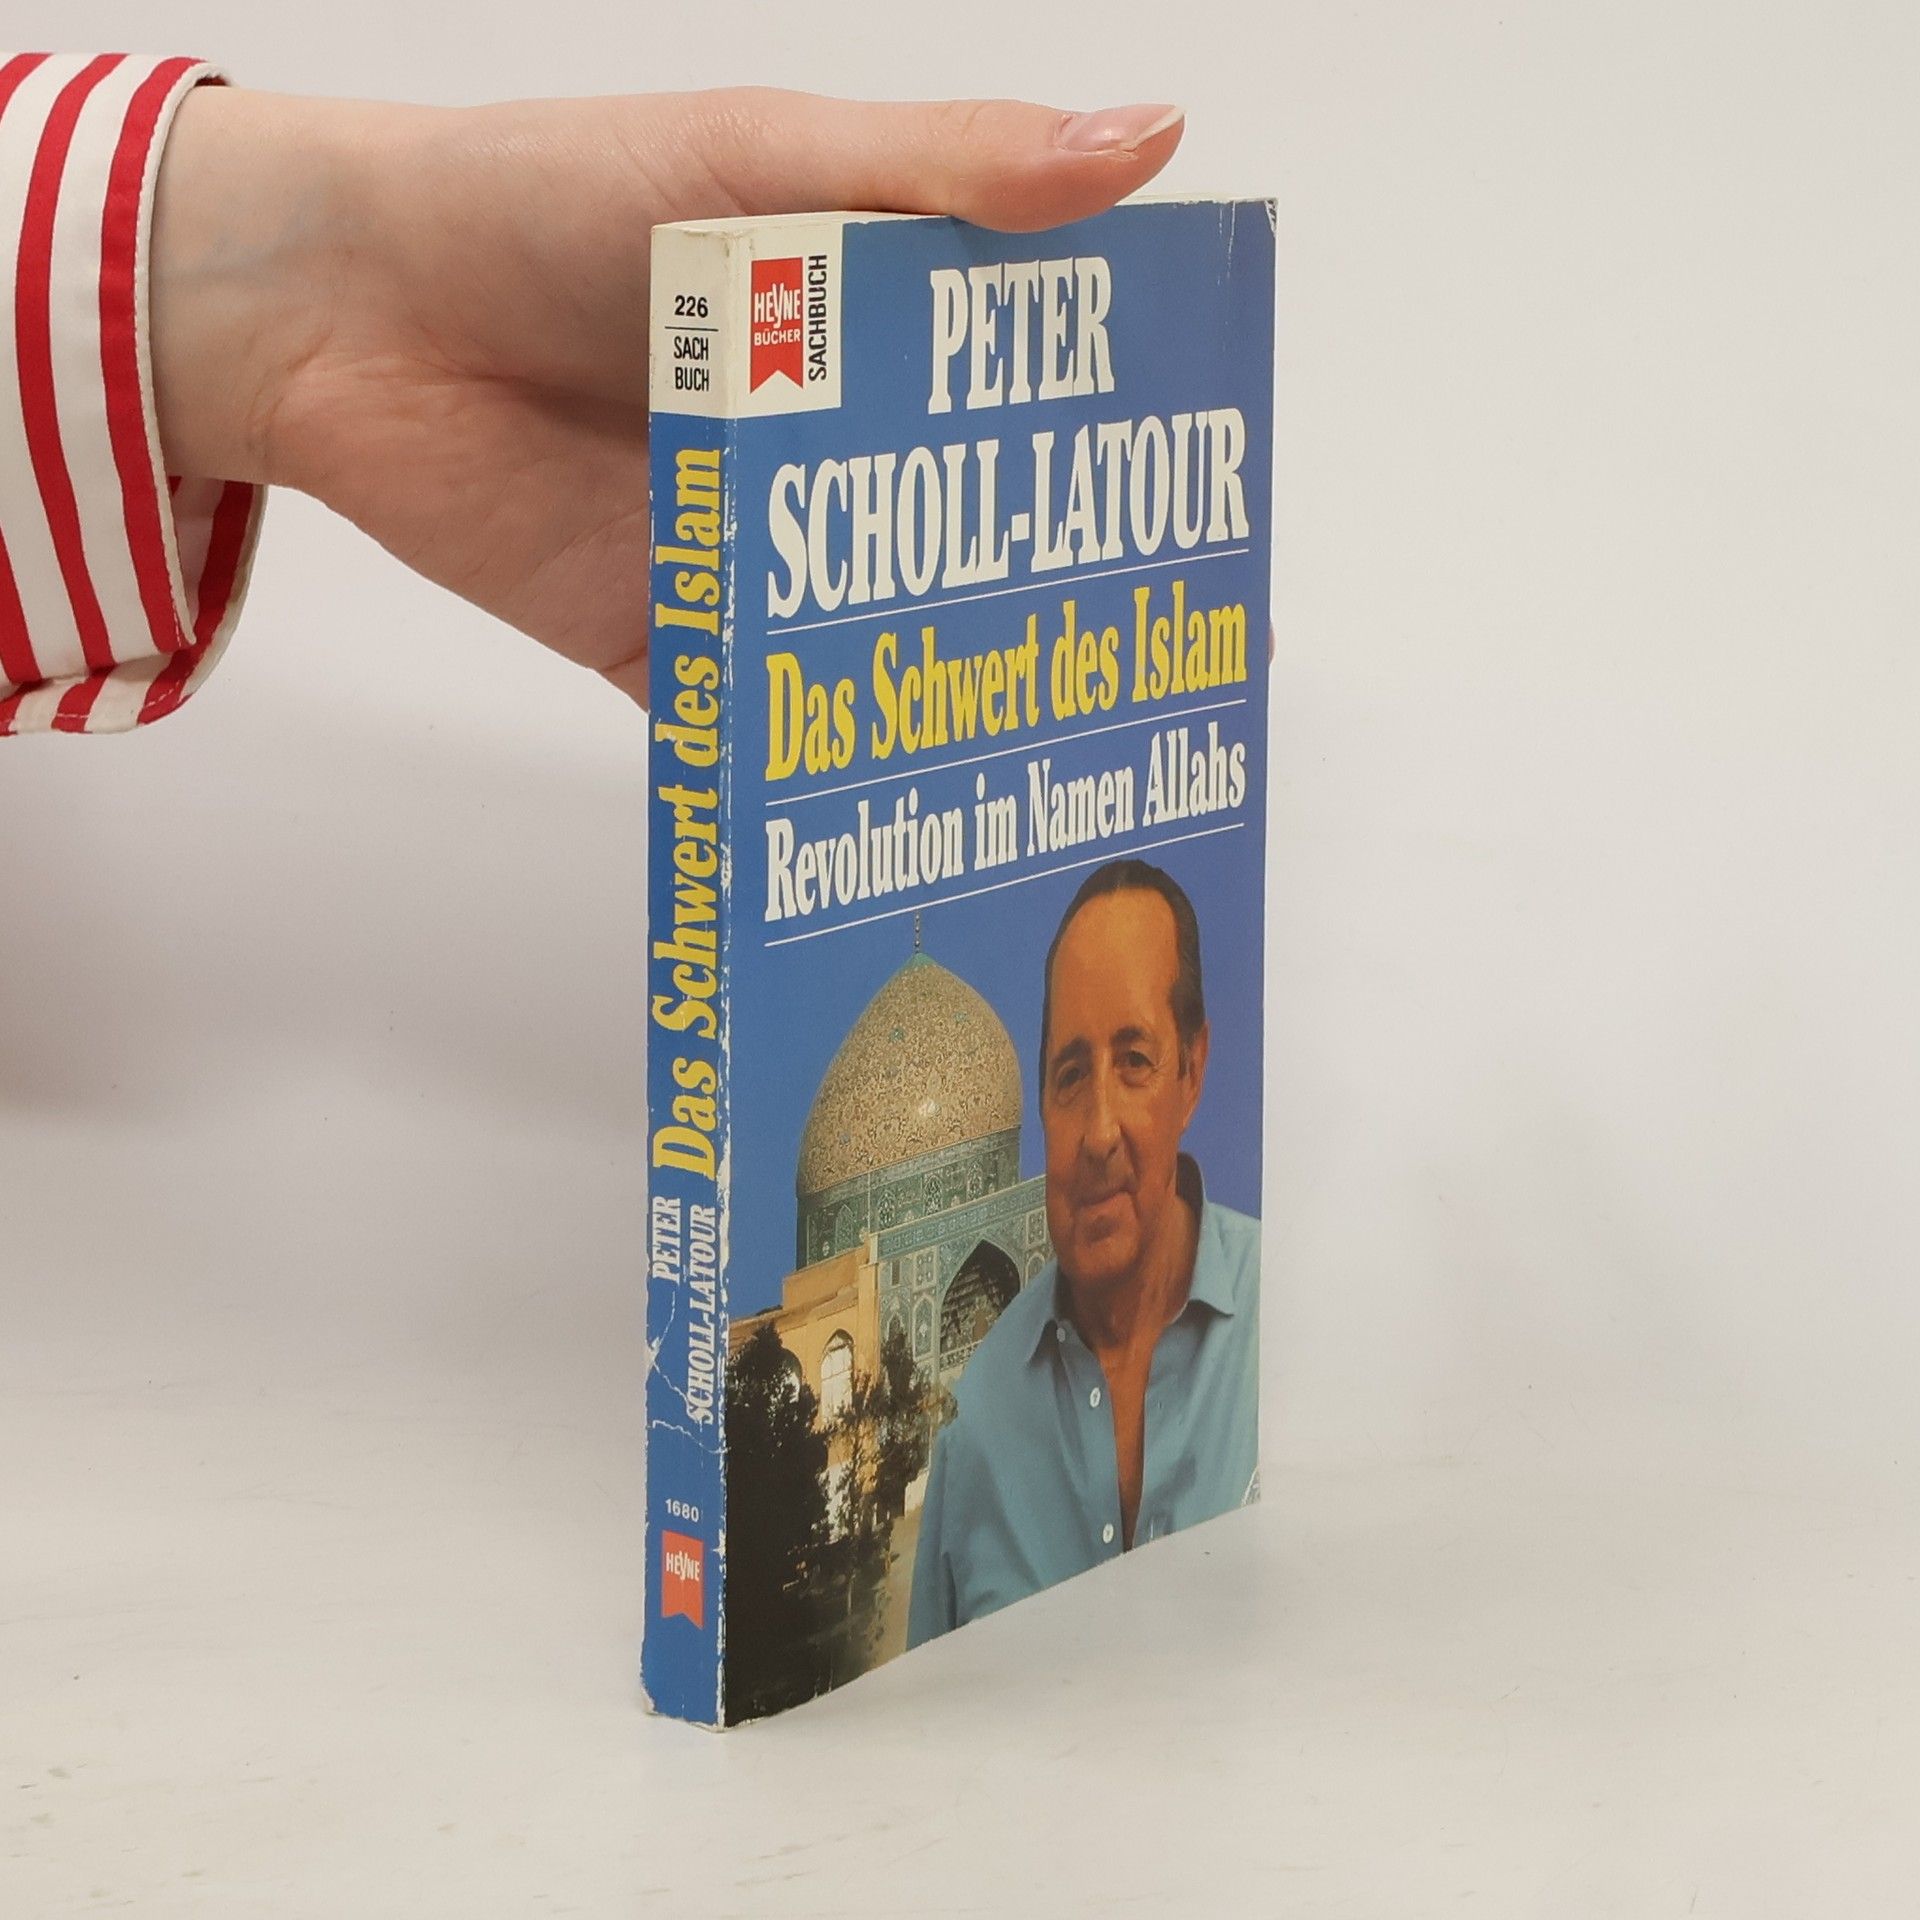 226
SACH
BUCH
Das Schwert des Islam
PETER
SCHOLL-LATOUR
1680
HEYNE
HEYNE
BÜCHER
SACHBUCH
PETER
SCHOLL-LATOUR
Das Schwert des Islam
Revolution im Namen Allahs